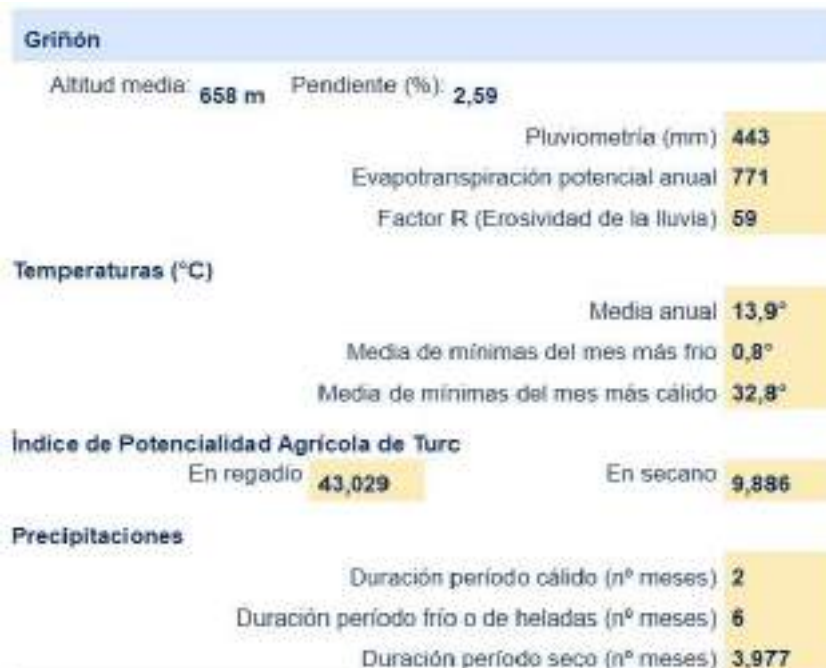 Griñón
Altitud media: 658 m Pendiente (%): 2,59
Pluviometría (mm) 443
Evapotranspiración potencial anual 771
Factor R (Erosividad de la lluvia) 59
Temperaturas (°C)
Media anual 13,9°
Media de mínimas del mes más frio 0,8°
Media de mínimas del mes más cálido 32,8°
Índice de Potencialidad Agrícola de Turc
En regadío 43,029 En secano 9,886
Precipitaciones
Duración período cálido (nº meses) 2
Duración período frío o de heladas (nº meses) 6
Duración período seco (nº meses) 3,977